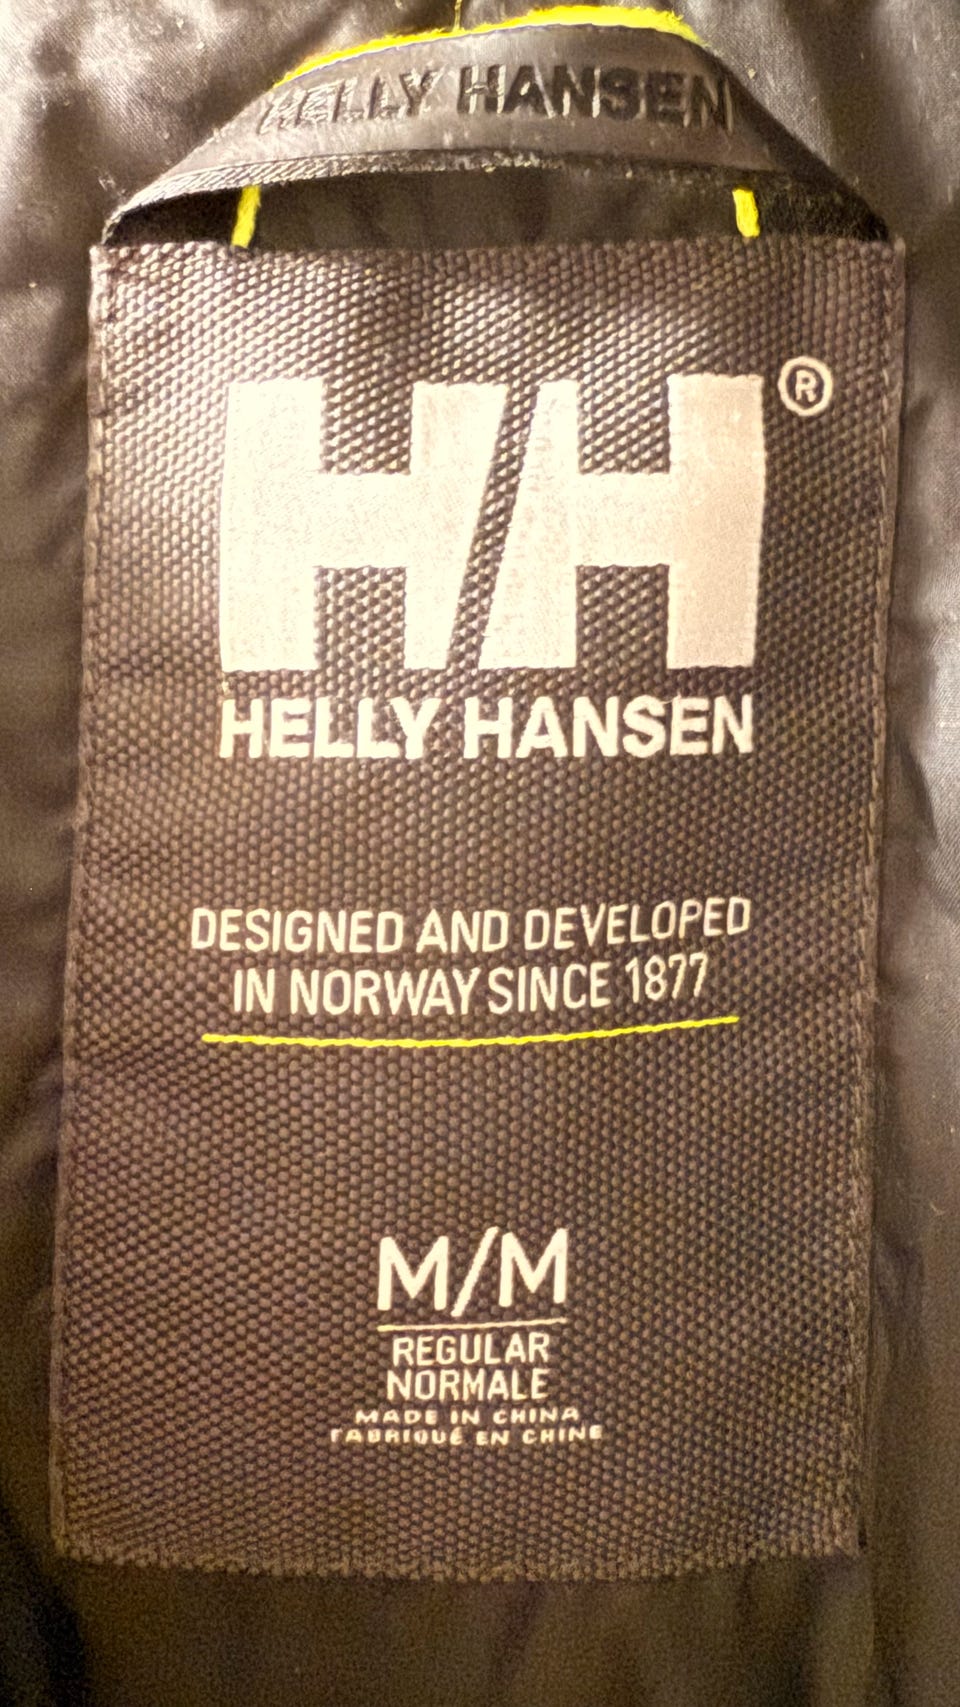 HELLY HANSEN
H/H ®
HELLY HANSEN
DESIGNED AND DEVELOPED
IN NORWAY SINCE 1877
M/M
REGULAR
NORMALE
MADE IN CHINA
FABRIQUÉ EN CHINE